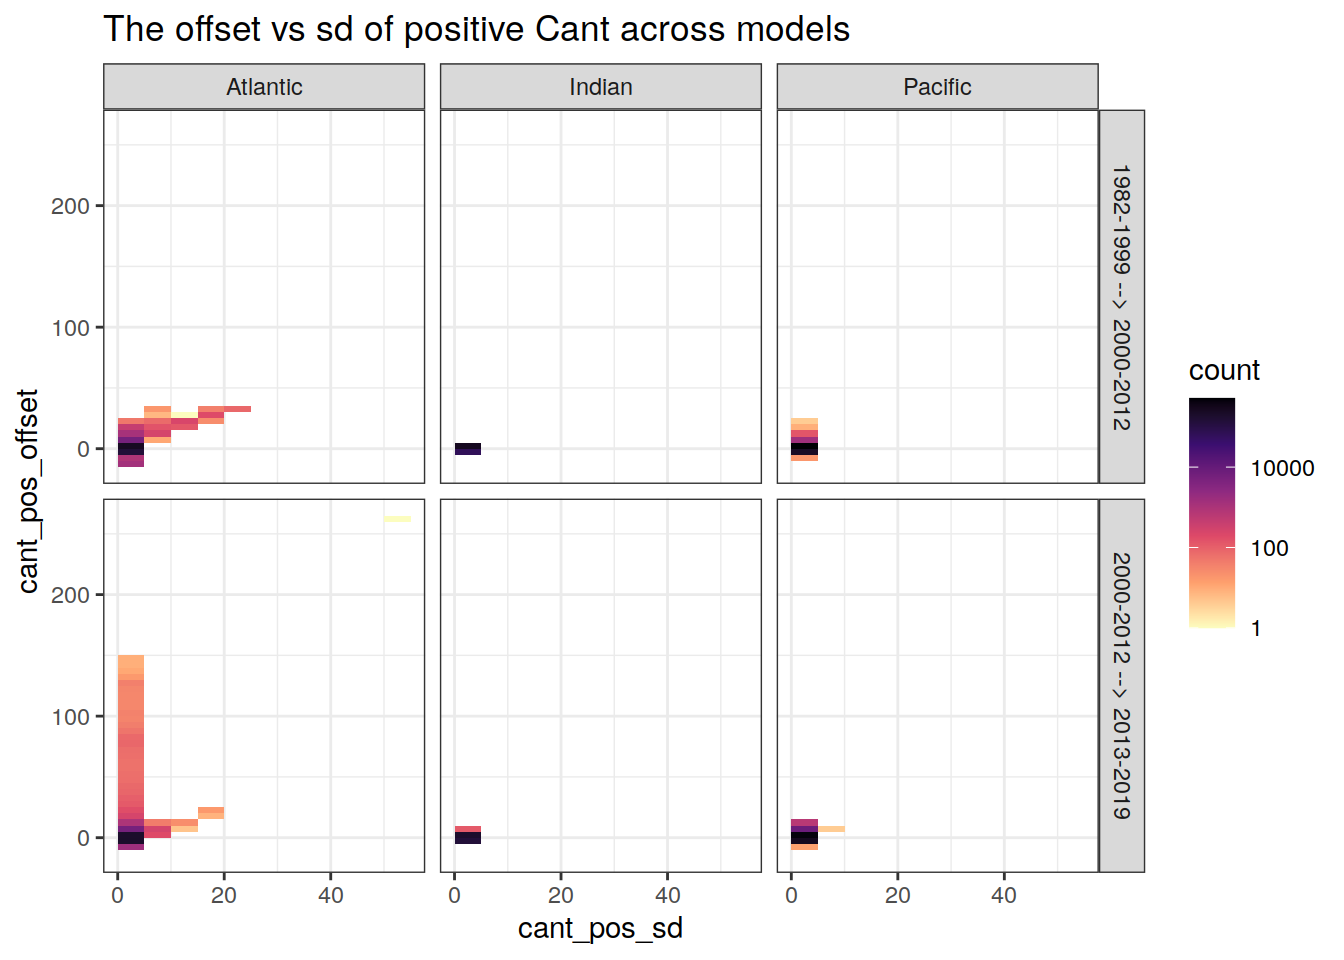 The offset vs sd of positive Cant across models
Atlantic
Indian
Pacific
200
100
0
1982-1999 --> 2000-2012
200
100
0
2000-2012 --> 2013-2019
0
20
40
0
20
40
0
20
40
cant_pos_sd
cant_pos_offset
count
10000
100
1